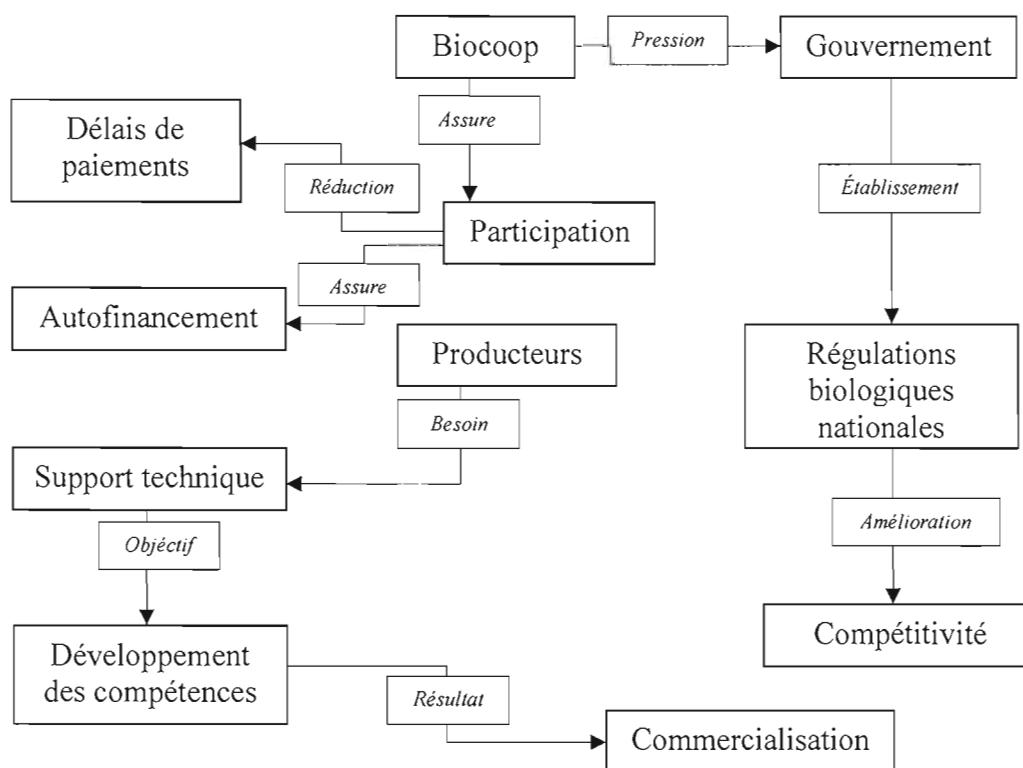 Biocoop
Pression
Gouvernement
Assure
Délais de
paiements
Réduction
Établissement
Participation
Assure
Autofinancement
Producteurs
Régulations
biologiques
nationales
Besoin
Support technique
Objéctif
Amélioration
Compétitivité
Développement
des compétences
Résultat
Commercialisation